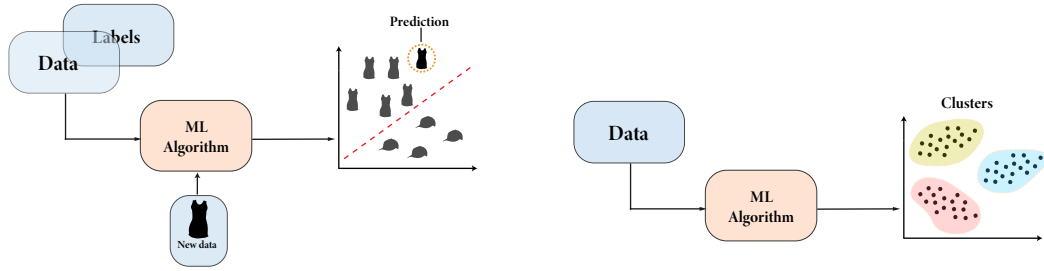 Prediction
Labels
Data
ML
Algorithm
New data
Clusters
Data
ML
Algorithm